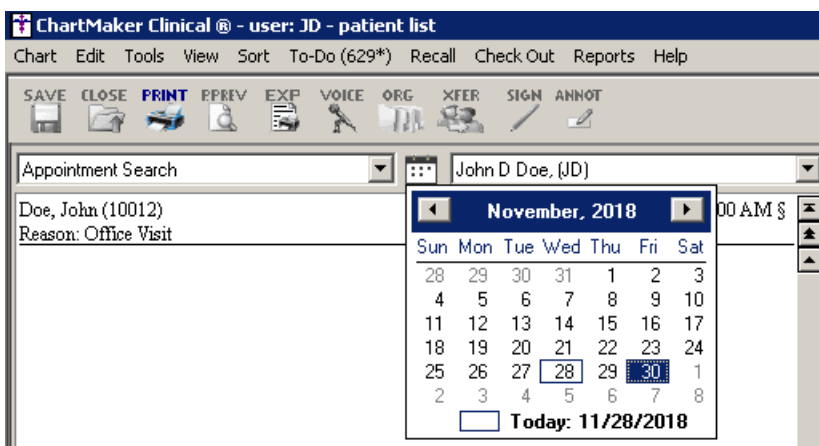 ChartMaker Clinical ® - user: JD - patient list
Chart Edit Tools View Sort To-Do (629*) Recall Check Out Reports Help
SAVE CLOSE PRINT P.PREV EXP VOICE ORG XFER SIGN ANNOT
Appointment Search John D Doe, (JD)
Doe, John (10012) 00 AM §
Reason: Office Visit
November, 2018
Sun Mon Tue Wed Thu Fri Sat
28 29 30 31 1 2 3
4 5 6 7 8 9 10
11 12 13 14 15 16 17
18 19 20 21 22 23 24
25 26 27 28 29 30 1
2 3 4 5 6 7 8
Today: 11/28/2018